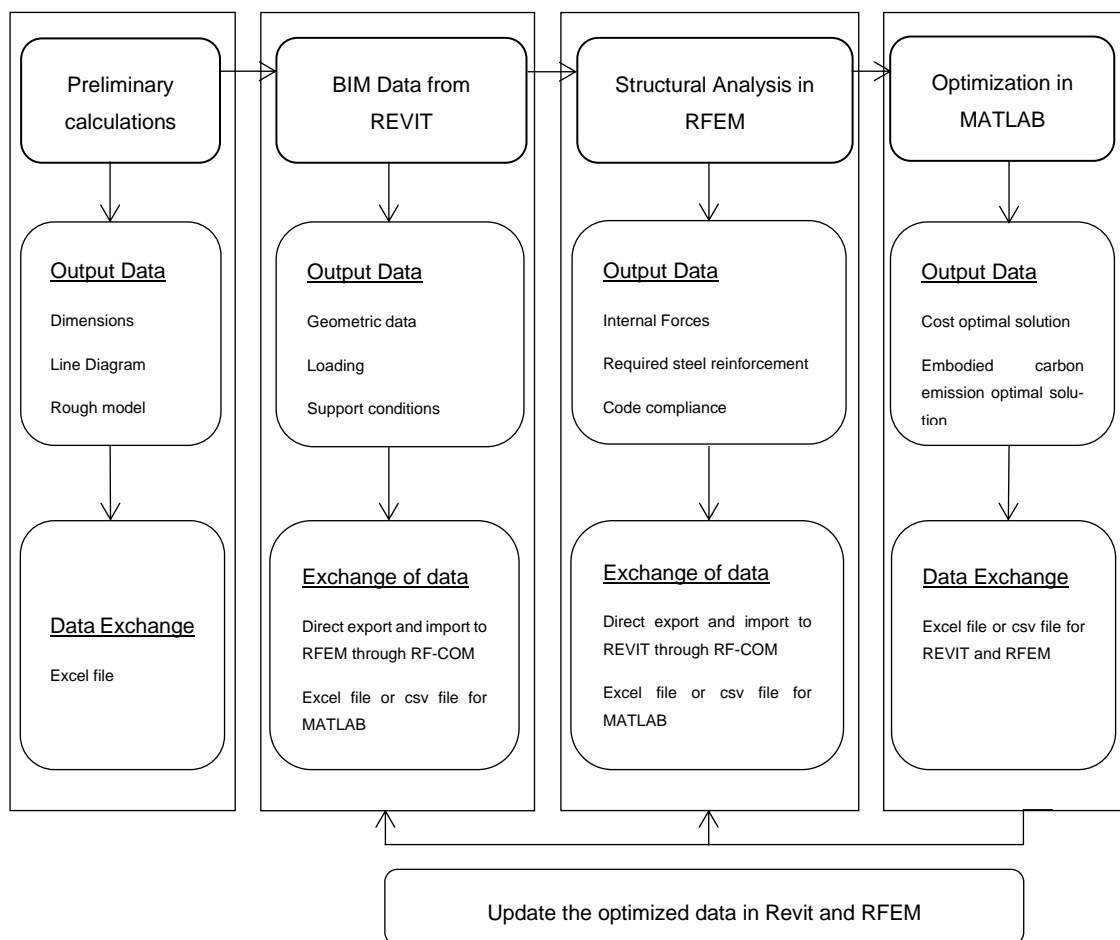 Preliminary
calculations
BIM Data from
REVIT
Structural Analysis in
RFEM
Optimization in
MATLAB
Output Data
Dimensions
Line Diagram
Rough model
Output Data
Geometric data
Loading
Support conditions
Output Data
Internal Forces
Required steel reinforcement
Code compliance
Output Data
Cost optimal solution
Embodied carbon
emission optimal solu-
tion
Data Exchange
Excel file
Exchange of data
Direct export and import to
RFEM through RF-COM
Excel file or csv file for
MATLAB
Exchange of data
Direct export and import to
REVIT through RF-COM
Excel file or csv file for
MATLAB
Data Exchange
Excel file or csv file for
REVIT and RFEM
Update the optimized data in Revit and RFEM